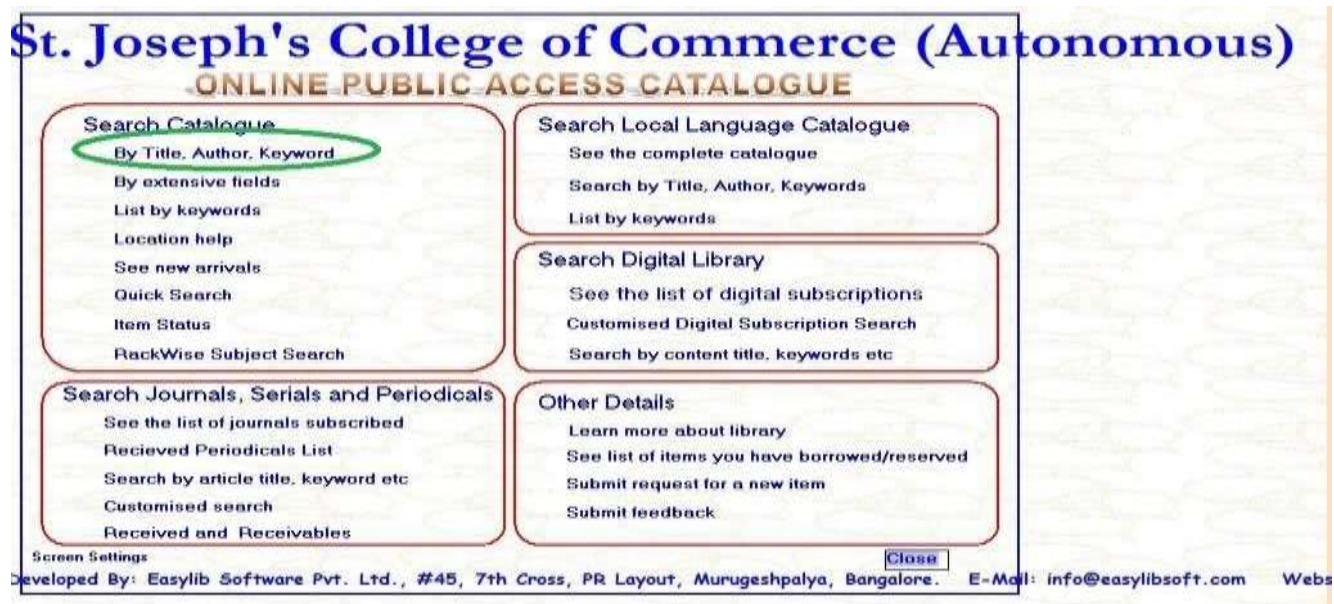 St. Joseph's College of Commerce (Autonomous)
ONLINE PUBLIC ACCESS CATALOGUE
Search Catalogue
By Title, Author, Keyword
By extensive fields
List by keywords
Location help
See new arrivals
Quick Search
Item Status
RackWise Subject Search
Search Local Language Catalogue
See the complete catalogue
Search by Title, Author, Keywords
List by keywords
Search Digital Library
See the list of digital subscriptions
Customised Digital Subscription Search
Search by content title, keywords etc
Search Journals, Serials and Periodicals
See the list of journals subscribed
Recieved Periodicals List
Search by article title, keyword etc
Customised search
Received and Receivables
Other Details
Learn more about library
See list of items you have borrowed/reserved
Submit request for a new item
Submit feedback
Screen Settings
Close
Developed By: Easylib Software Pvt. Ltd., #45, 7th Cross, PR Layout, Murugeshpalya, Bangalore. E-Mail: info@easylibsoft.com Webs